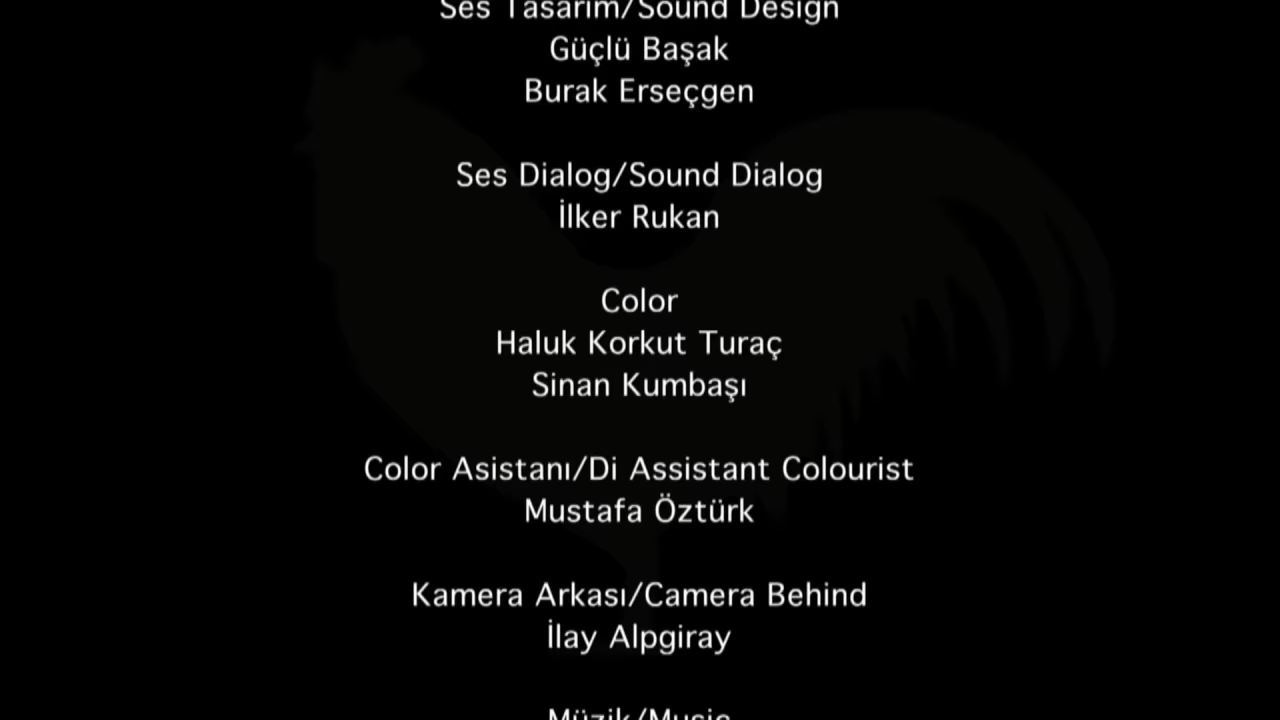 Ses Tasarım/Sound Design
Güçlü Başak
Burak Erseçgen
Ses Dialog/Sound Dialog
İlker Rukan
Color
Haluk Korkut Turaç
Sinan Kumbaşı
Color Asistanı/Di Assistant Colourist
Mustafa Öztürk
Kamera Arkası/Camera Behind
İlay Alpgiray
Müzik/Music